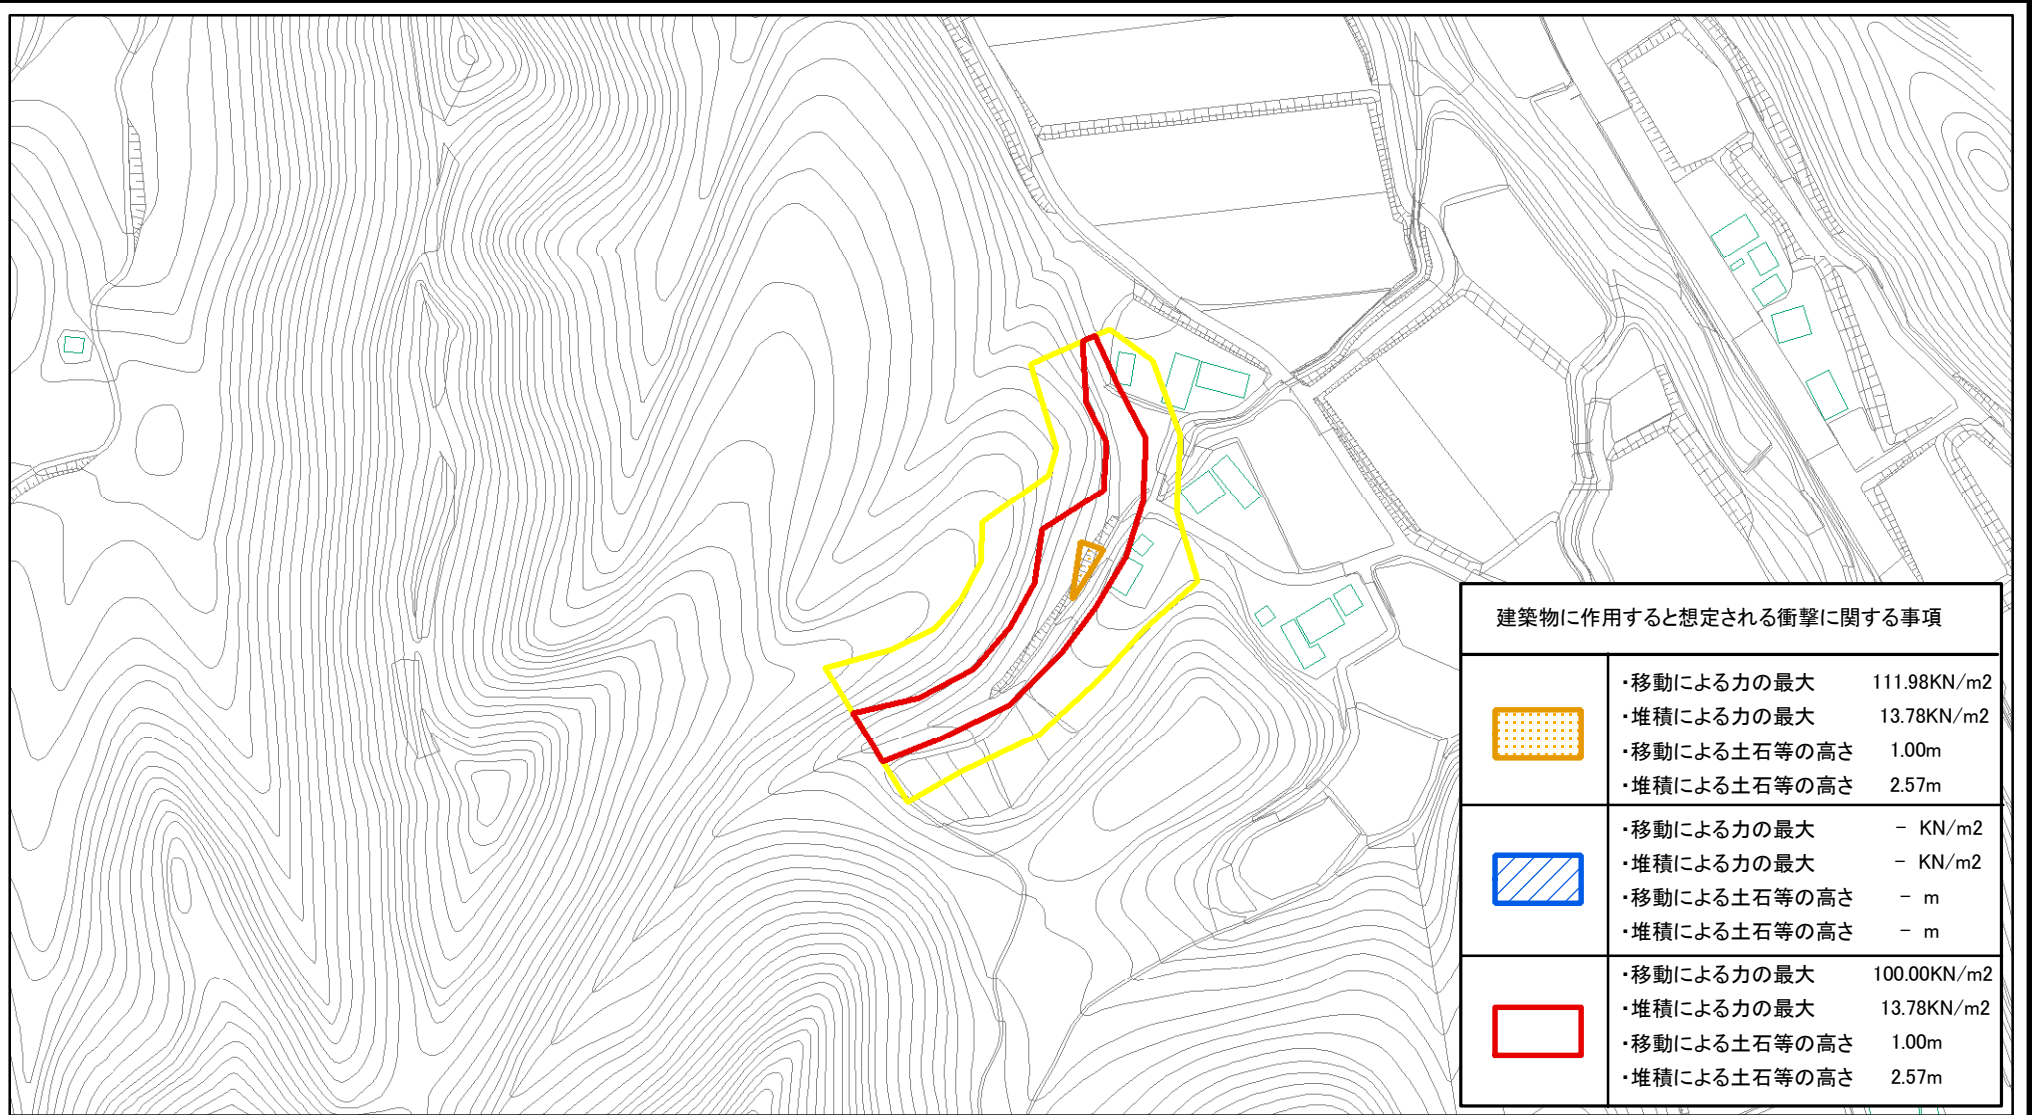 建築物に作用すると想定される衝撃に関する事項
・移動による力の最大 111.98KN/m2
・堆積による力の最大 13.78KN/m2
・移動による土石等の高さ 1.00m
・堆積による土石等の高さ 2.57m
・移動による力の最大 - KN/m2
・堆積による力の最大 - KN/m2
・移動による土石等の高さ - m
・堆積による土石等の高さ - m
・移動による力の最大 100.00KN/m2
・堆積による力の最大 13.78KN/m2
・移動による土石等の高さ 1.00m
・堆積による土石等の高さ 2.57m